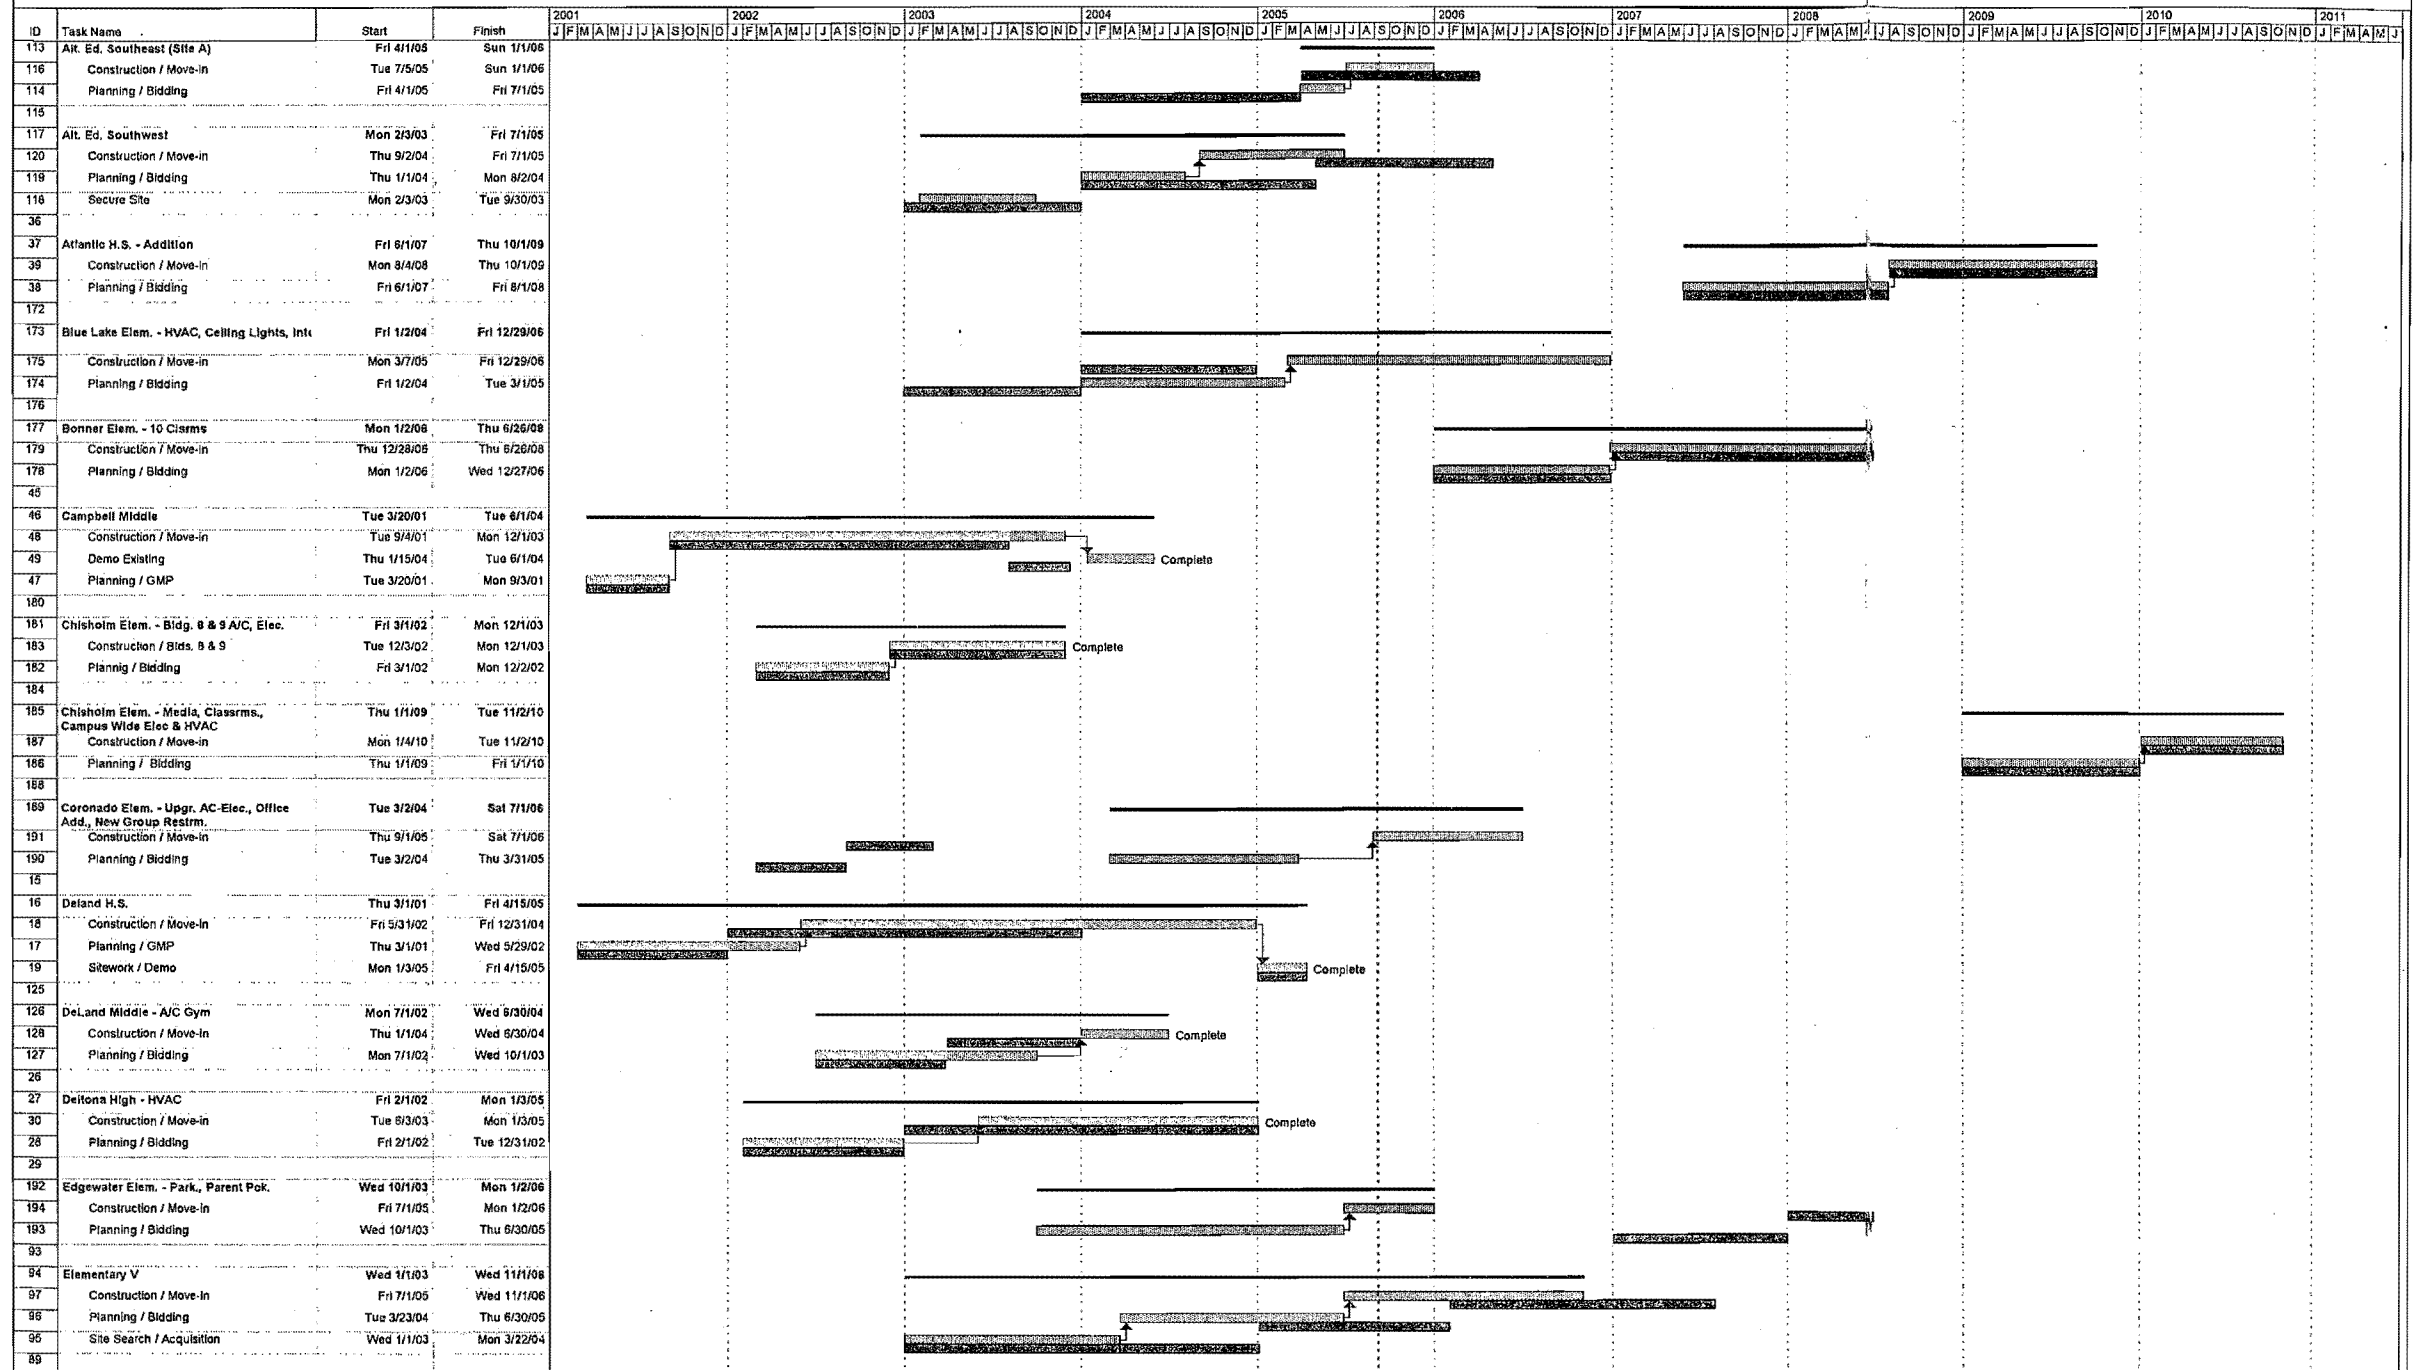 2001 2002 2003 2004 2005 2006 2007 2008 2009 2010 2011
ID Task Name Start Finish J F M A M J J A S O N D J F M A M J J A S O N D J F M A M J J A S O N D J F M A M J J A S O N D J F M A M J J A S O N D J F M A M J J A S O N D J F M A M J J A S O N D J F M A M J A S O N D J F M A M J J A S O N D J F M A M J J A S O N D J F M A M J
113 Alt. Ed. Southeast (Site A) Fri 4/1/05 Sun 1/1/06
116 Construction / Move-in Tue 7/5/05 Sun 1/1/06
114 Planning / Bidding Fri 4/1/05 Fri 7/1/05
115
117 Alt. Ed. Southwest Mon 2/3/03 Fri 7/1/05
120 Construction / Move-in Thu 9/2/04 Fri 7/1/05
119 Planning / Bidding Thu 1/1/04 Mon 8/2/04
118 Secure Site Mon 2/3/03 Tue 9/30/03
36
37 Atlantic H.S. - Addition Fri 6/1/07 Thu 10/1/09
39 Construction / Move-in Mon 8/4/08 Thu 10/1/09
38 Planning / Bidding Fri 6/1/07 Fri 8/1/08
172
173 Blue Lake Elem. - HVAC, Ceiling Lights, Inte Fri 1/2/04 Fri 12/29/06
175 Construction / Move-in Mon 3/7/05 Fri 12/29/06
174 Planning / Bidding Fri 1/2/04 Tue 3/1/05
176
177 Bonner Elem. - 10 Clsrms Mon 1/2/06 Thu 6/26/08
179 Construction / Move-in Thu 12/28/06 Thu 6/26/08
178 Planning / Bidding Mon 1/2/06 Wed 12/27/06
45
46 Campbell Middle Tue 3/20/01 Tue 6/1/04
48 Construction / Move-in Tue 9/4/01 Mon 12/1/03
49 Demo Existing Thu 1/15/04 Tue 6/1/04 Complete
47 Planning / GMP Tue 3/20/01 Mon 9/3/01
180
181 Chisholm Elem. - Bldg. 8 & 9 A/C, Elec. Fri 3/1/02 Mon 12/1/03
183 Construction / Blds. 8 & 9 Tue 12/3/02 Mon 12/1/03 Complete
182 Plannig / Bidding Fri 3/1/02 Mon 12/2/02
184
185 Chisholm Elem. - Media, Classrms., Thu 1/1/09 Tue 11/2/10
Campus Wide Elec & HVAC
187 Construction / Move-in Mon 1/4/10 Tue 11/2/10
186 Planning / Bidding Thu 1/1/09 Fri 1/1/10
188
189 Coronado Elem. - Upgr. AC-Elec., Office Tue 3/2/04 Sat 7/1/06
Add., New Group Restrm.
191 Construction / Move-in Thu 9/1/05 Sat 7/1/06
190 Planning / Bidding Tue 3/2/04 Thu 3/31/05
15
16 Deland H.S. Thu 3/1/01 Fri 4/15/05
18 Construction / Move-in Fri 5/31/02 Fri 12/31/04
17 Planning / GMP Thu 3/1/01 Wed 5/29/02
19 Sitework / Demo Mon 1/3/05 Fri 4/15/05 Complete
125
126 DeLand Middle - A/C Gym Mon 7/1/02 Wed 6/30/04
128 Construction / Move-in Thu 1/1/04 Wed 6/30/04 Complete
127 Planning / Bidding Mon 7/1/02 Wed 10/1/03
26
27 Deltona High - HVAC Fri 2/1/02 Mon 1/3/05
30 Construction / Move-in Tue 6/3/03 Mon 1/3/05 Complete
28 Planning / Bidding Fri 2/1/02 Tue 12/31/02
29
192 Edgewater Elem. - Park., Parent Pck. Wed 10/1/03 Mon 1/2/06
194 Construction / Move-in Fri 7/1/05 Mon 1/2/06
193 Planning / Bidding Wed 10/1/03 Thu 6/30/05
93
94 Elementary V Wed 1/1/03 Wed 11/1/06
97 Construction / Move-in Fri 7/1/05 Wed 11/1/06
96 Planning / Bidding Tue 3/23/04 Thu 6/30/05
95 Site Search / Acquisition Wed 1/1/03 Mon 3/22/04
89